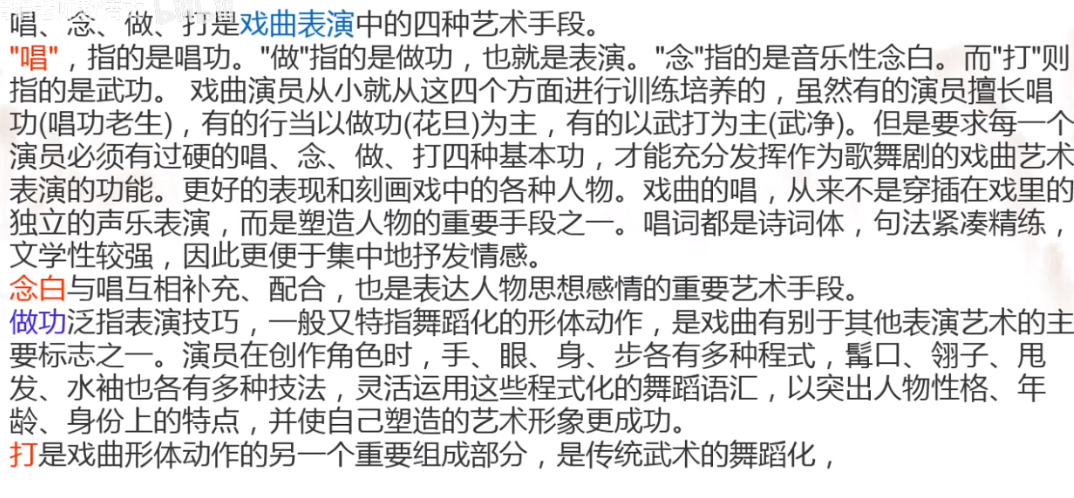 唱、念、做、打是戏曲表演中的四种艺术手段。
"唱"，指的是唱功。"做"指的是做功，也就是表演。"念"指的是音乐性念白。而"打"则
指的是武功。 戏曲演员从小就从这四个方面进行训练培养的，虽然有的演员擅长唱
功(唱功老生)，有的行当以做功(花旦)为主，有的以武打为主(武净)。但是要求每一个
演员必须有过硬的唱、念、做、打四种基本功，才能充分发挥作为歌舞剧的戏曲艺术
表演的功能。更好的表现和刻画戏中的各种人物。戏曲的唱，从来不是穿插在戏里的
独立的声乐表演，而是塑造人物的重要手段之一。唱词都是诗词体，句法紧凑精练，
文学性较强，因此更便于集中地抒发情感。
念白与唱互相补充、配合，也是表达人物思想感情的重要艺术手段。
做功泛指表演技巧，一般又特指舞蹈化的形体动作，是戏曲有别于其他表演艺术的主
要标志之一。演员在创作角色时，手、眼、身、步各有多种程式，髯口、翎子、甩
发、水袖也各有多种技法，灵活运用这些程式化的舞蹈语汇，以突出人物性格、年
龄、身份上的特点，并使自己塑造的艺术形象更成功。
打是戏曲形体动作的另一个重要组成部分，是传统武术的舞蹈化，